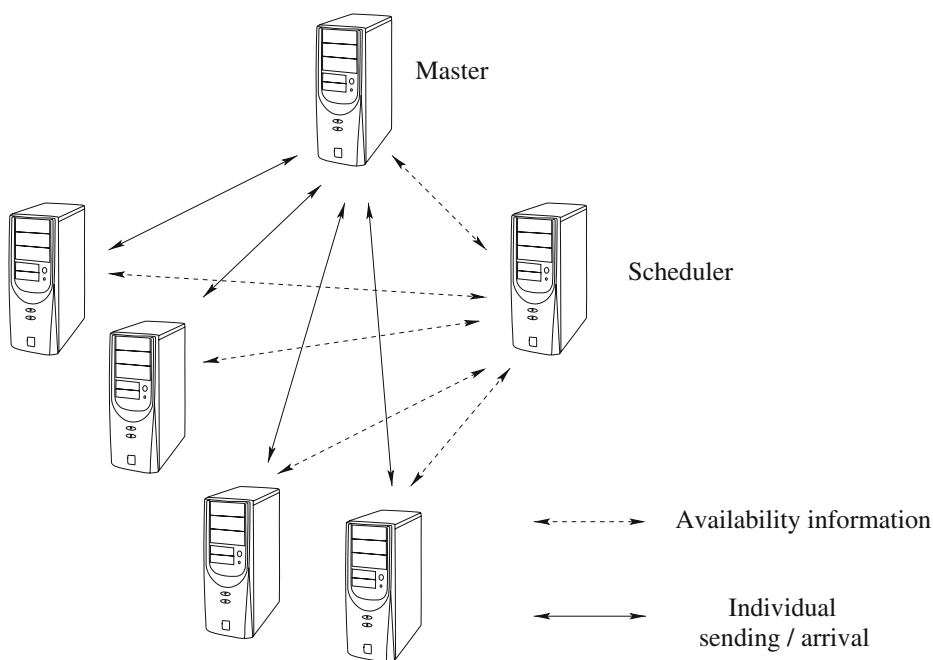 Master
Scheduler
Availability information
Individual
sending / arrival